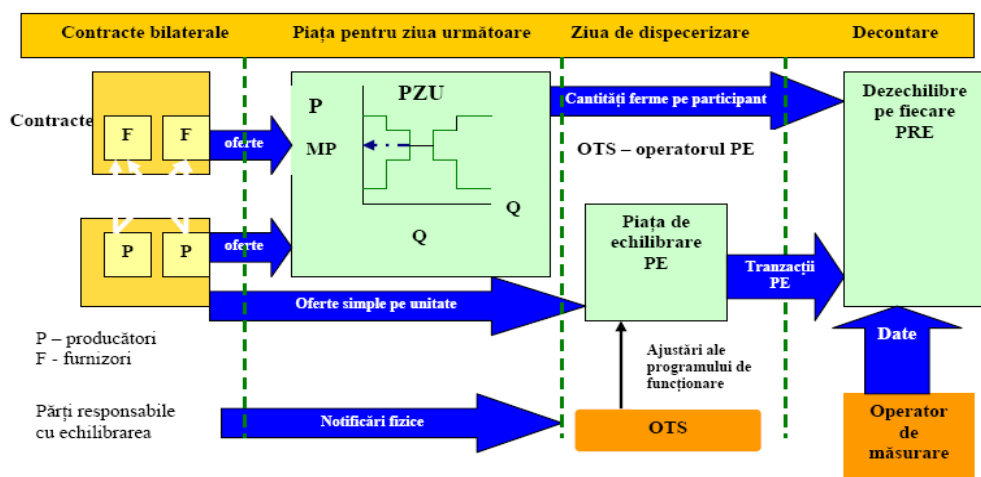 Contracte bilaterale
Piața pentru ziua următoare
Ziua de dispecerizare
Decontare
Contracte
F
F
oferte
P
PZU
MP
Q
Q
Cantități ferme pe participant
Dezechilibre
pe fiecare
PRE
OTS – operatorul PE
P
P
oferte
Piața de
echilibrare
PE
Tranzacții
PE
Oferte simple pe unitate
P – producători
F - furnizori
Ajustări ale
programului de
funcționare
Date
Părți responsabile
cu echilibrarea
Notificări fizice
OTS
Operator
de
măsurare